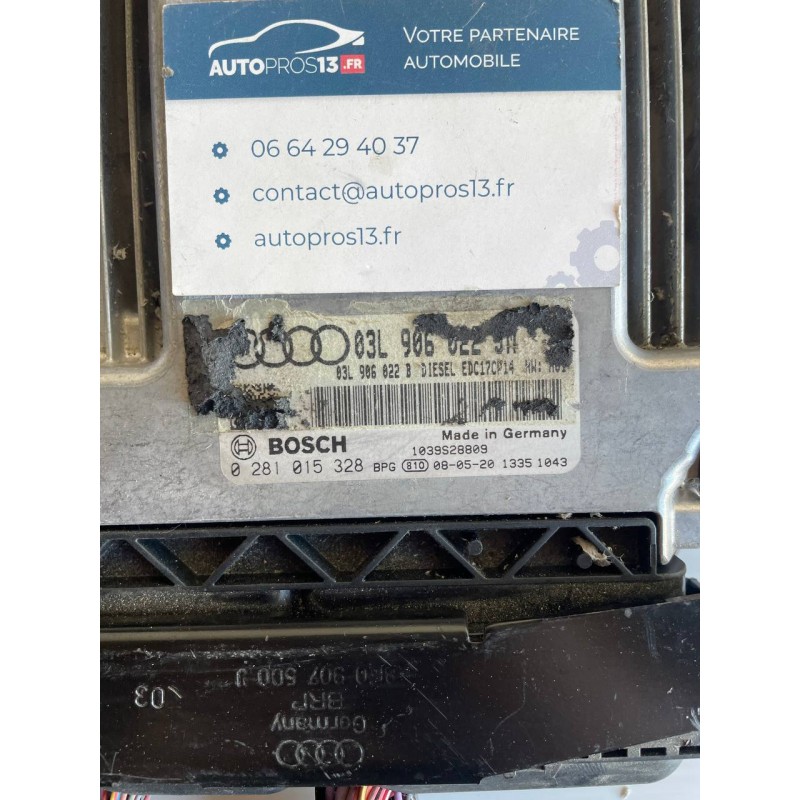 AUTOPROS13.FR
VOTRE PARTENAIRE
AUTOMOBILE
06 64 29 40 37
contact@autopros13.fr
autopros13.fr
03L 906 022
03L 906 022 B DIESEL EDC17CP14 HW:
BOSCH
Made in Germany
1039S28809
0 281 015 328 BPG 810 08-05-20 1335 1043
907 500
03
BRP
Germany